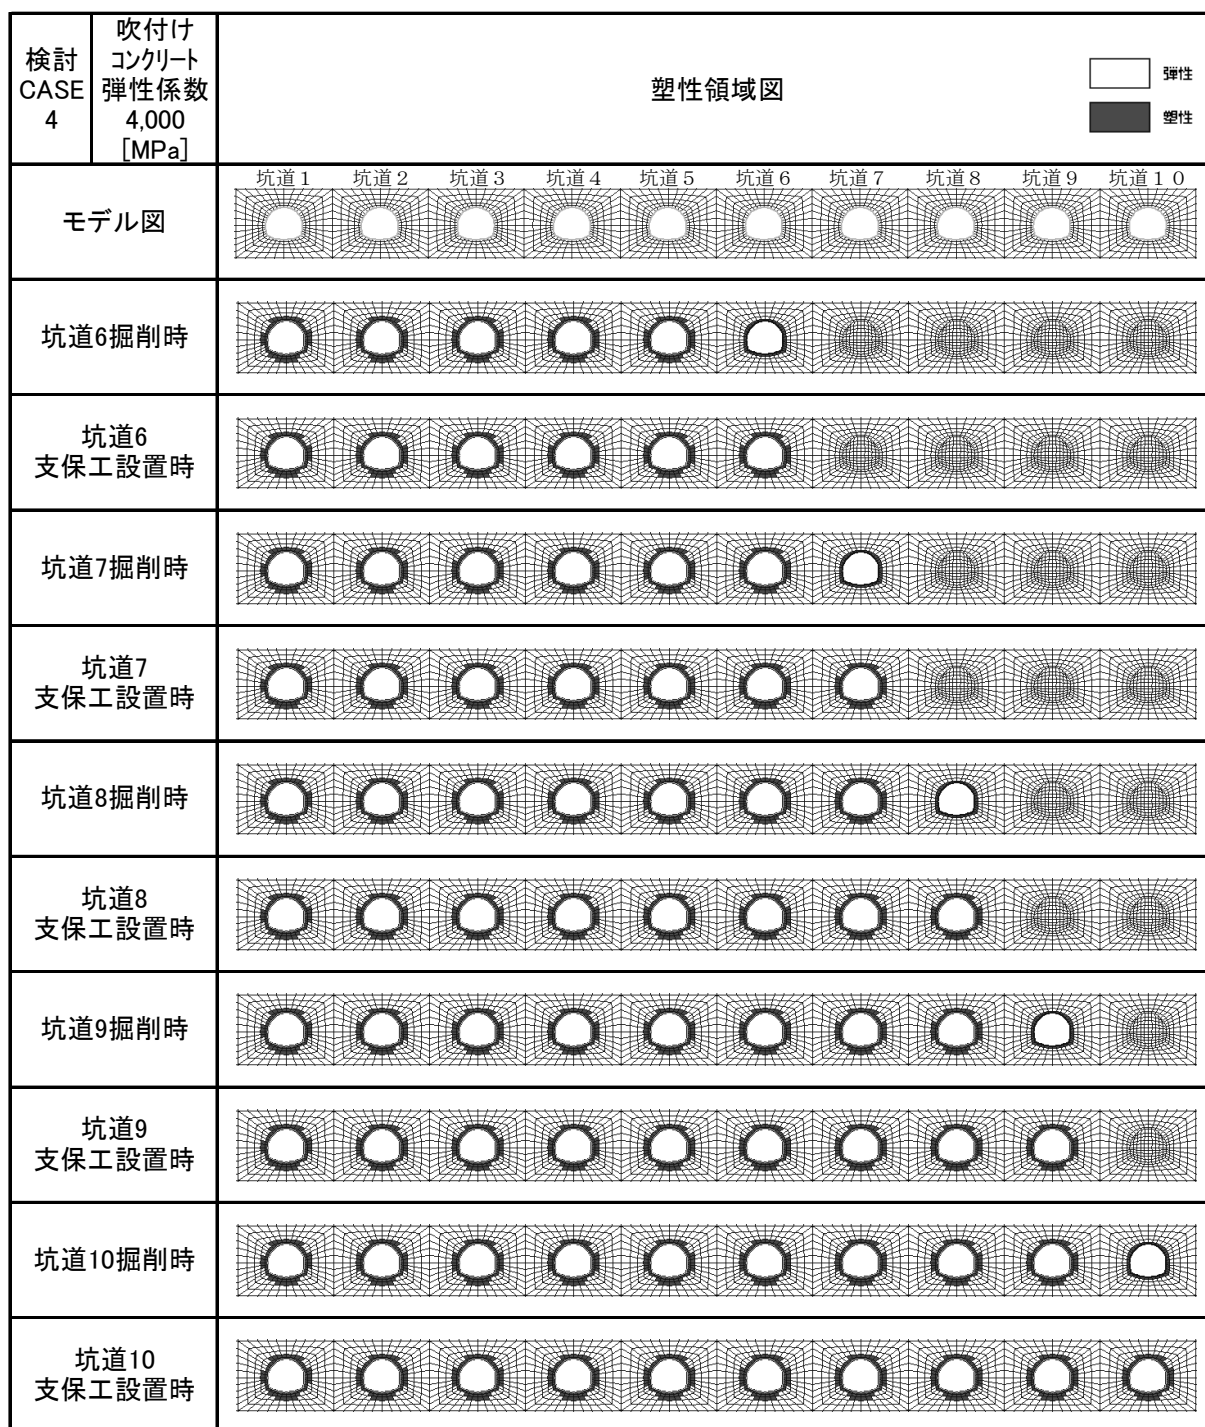 検討
CASE
4
吹付け
コンクリート
弾性係数
4,000
[MPa]
塑性領域図
弾性
塑性
モデル図
坑道１
坑道２
坑道３
坑道４
坑道５
坑道６
坑道７
坑道８
坑道９
坑道１０
坑道6掘削時
坑道6
支保工設置時
坑道7掘削時
坑道7
支保工設置時
坑道8掘削時
坑道8
支保工設置時
坑道9掘削時
坑道9
支保工設置時
坑道10掘削時
坑道10
支保工設置時